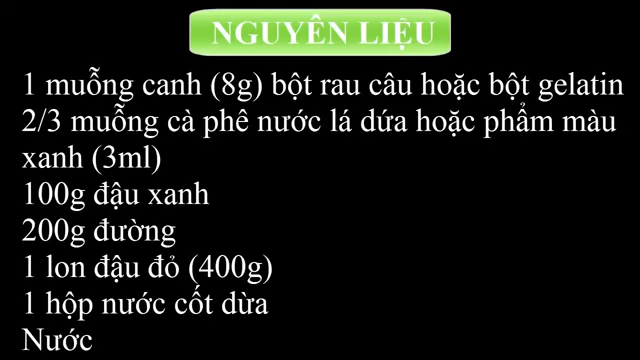 NGUYÊN LIỆU
1 muỗng canh (8g) bột rau câu hoặc bột gelatin
2/3 muỗng cà phê nước lá dứa hoặc phẩm màu
xanh (3ml)
100g đậu xanh
200g đường
1 lon đậu đỏ (400g)
1 hộp nước cốt dừa
Nước